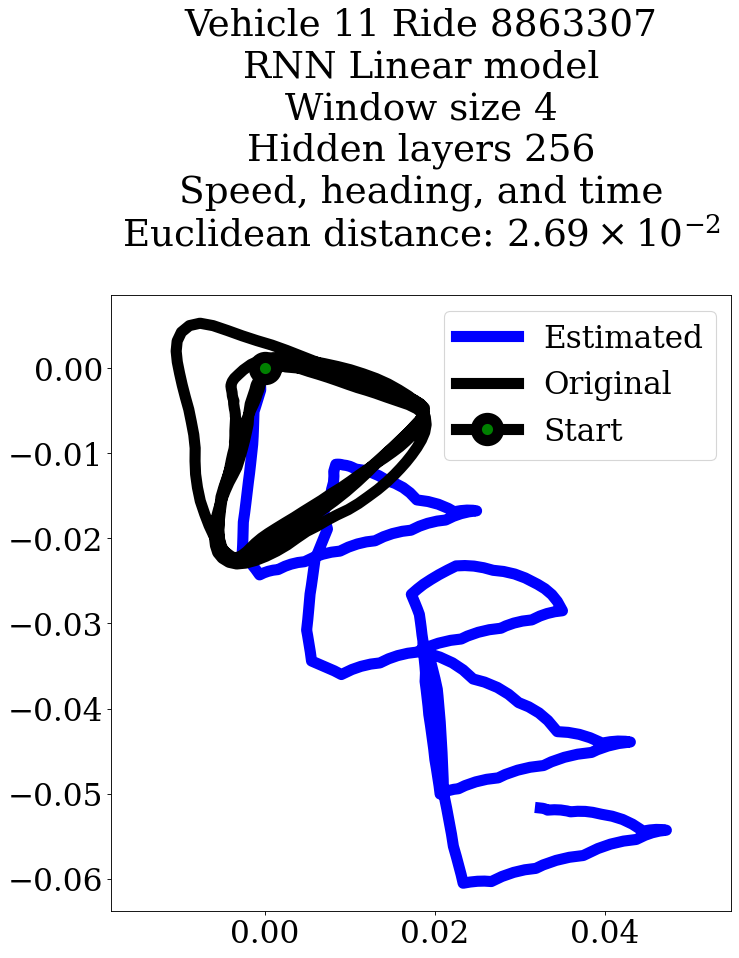 Vehicle 11 Ride 8863307
RNN Linear model
Window size 4
Hidden layers 256
Speed, heading, and time
Euclidean distance: 2.69 × 10⁻²
Estimated
Original
Start
0.00
−0.01
−0.02
−0.03
−0.04
−0.05
−0.06
0.00 0.02 0.04